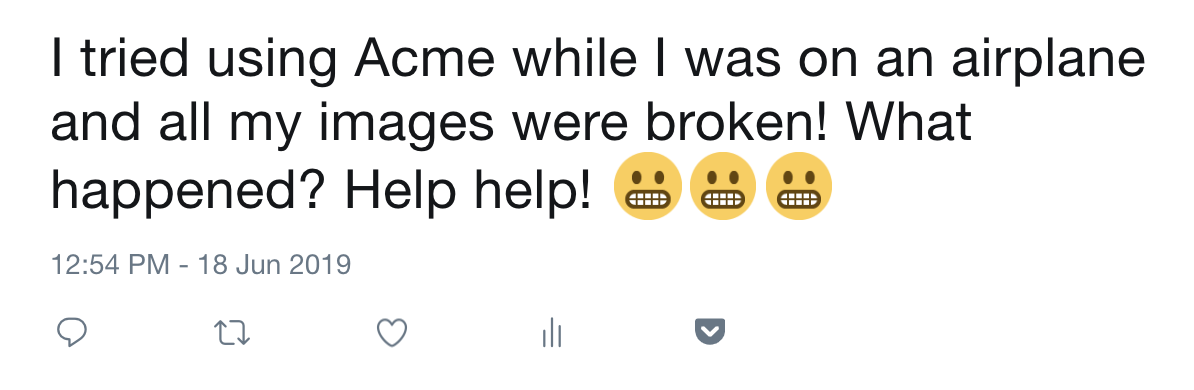 I tried using Acme while I was on an airplane
and all my images were broken! What
happened? Help help! 😬😬😬
12:54 PM - 18 Jun 2019